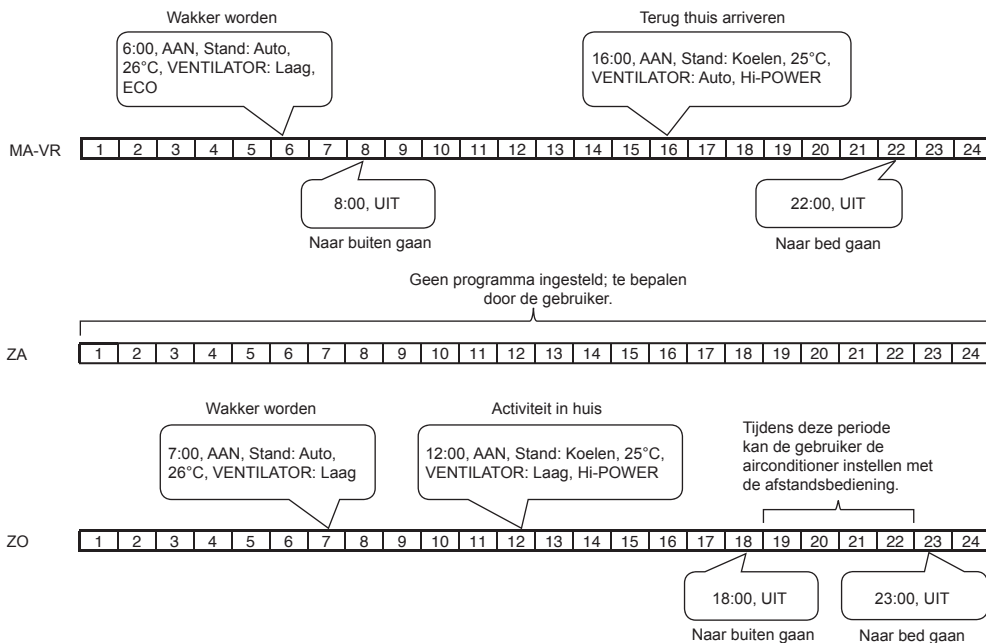 Wakker worden
Terug thuis arriveren
6:00, AAN, Stand: Auto,
26°C, VENTILATOR: Laag,
ECO
16:00, AAN, Stand: Koelen, 25°C,
VENTILATOR: Auto, Hi-POWER
MA-VR 1 2 3 4 5 6 7 8 9 10 11 12 13 14 15 16 17 18 19 20 21 22 23 24
8:00, UIT
22:00, UIT
Naar buiten gaan
Naar bed gaan
Geen programma ingesteld; te bepalen
door de gebruiker.
ZA 1 2 3 4 5 6 7 8 9 10 11 12 13 14 15 16 17 18 19 20 21 22 23 24
Wakker worden
Activiteit in huis
7:00, AAN, Stand: Auto,
26°C, VENTILATOR: Laag
12:00, AAN, Stand: Koelen, 25°C,
VENTILATOR: Laag, Hi-POWER
Tijdens deze periode
kan de gebruiker de
airconditioner instellen met
de afstandsbediening.
ZO 1 2 3 4 5 6 7 8 9 10 11 12 13 14 15 16 17 18 19 20 21 22 23 24
18:00, UIT
23:00, UIT
Naar buiten gaan
Naar bed gaan